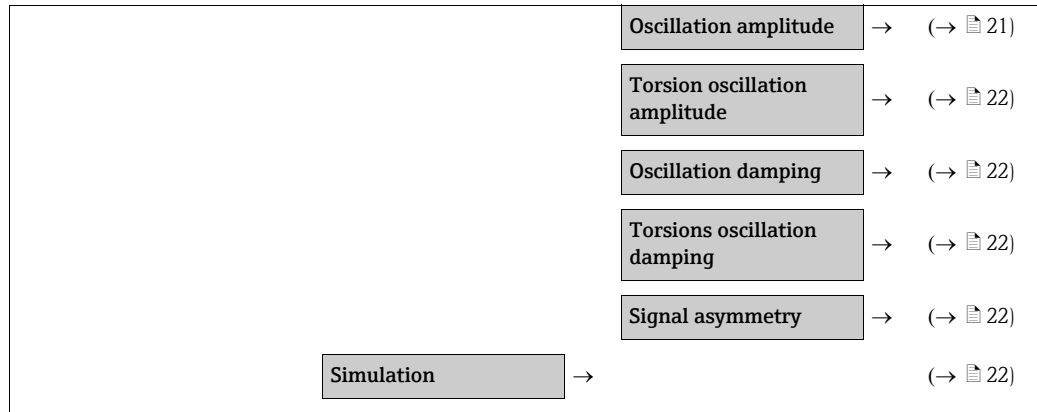 Oscillation amplitude → (→ 🗎 21)
Torsion oscillation
amplitude → (→ 🗎 22)
Oscillation damping → (→ 🗎 22)
Torsions oscillation
damping → (→ 🗎 22)
Signal asymmetry → (→ 🗎 22)
Simulation → (→ 🗎 22)